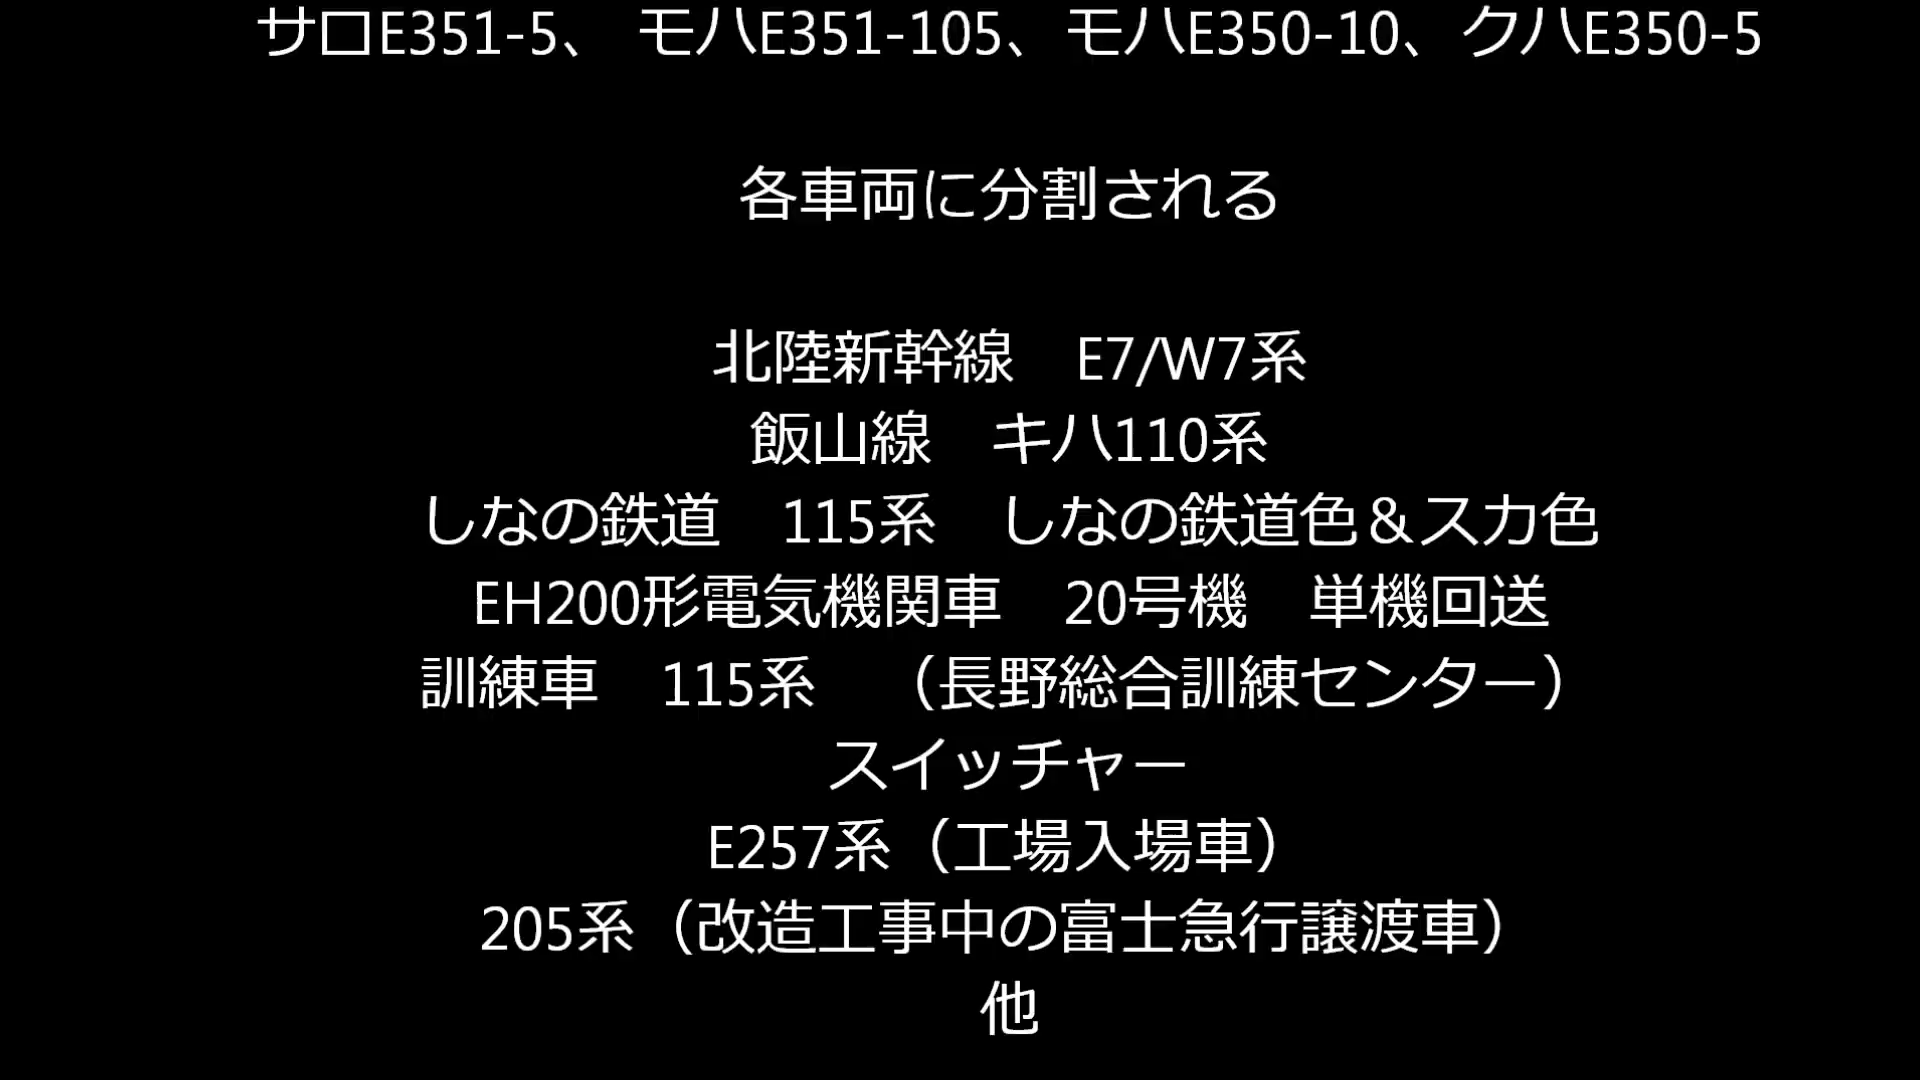 サロE351-5、 モハE351-105、モハE350-10、クハE350-5
各車両に分割される
北陸新幹線　E7/W7系
飯山線　キハ110系
しなの鉄道　115系　しなの鉄道色＆スカ色
EH200形電気機関車　20号機　単機回送
訓練車　115系　（長野総合訓練センター）
スイッチャー
E257系（工場入場車）
205系（改造工事中の富士急行譲渡車）
他